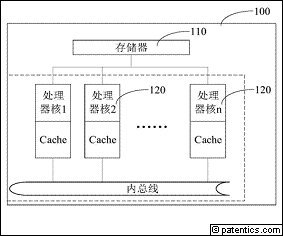 100
110
存储器
处理
器核1
Cache
处理
器核2
120
Cache
……
处理
器核n
120
Cache
内总线
© patentics.com